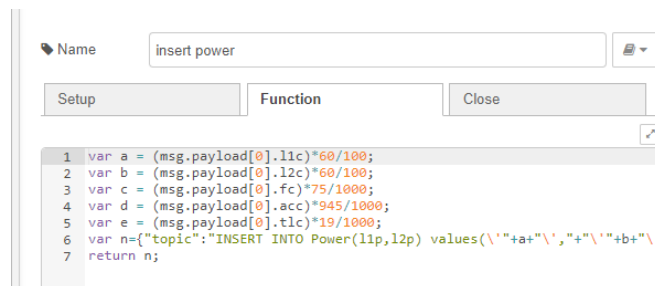 Name insert power
Setup Function Close
1 var a = (msg.payload[0].l1c)*60/100;
2 var b = (msg.payload[0].l2c)*60/100;
3 var c = (msg.payload[0].fc)*75/1000;
4 var d = (msg.payload[0].acc)*945/1000;
5 var e = (msg.payload[0].tlc)*19/1000;
6 var n={"topic":"INSERT INTO Power(l1p,l2p) values(\'"+a+"\',"+"\'"+b+"\
7 return n;